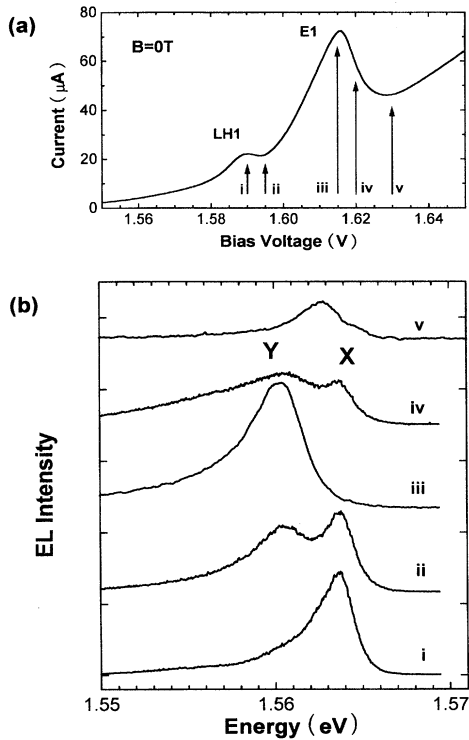 (a)
80
60
40
20
0
Current (μA)
B=0T
E1
LH1
i
ii
iii
iv
v
1.56
1.58
1.60
1.62
1.64
Bias Voltage (V)
(b)
v
Y
X
iv
iii
ii
i
EL Intensity
1.55
1.56
1.57
Energy (eV)